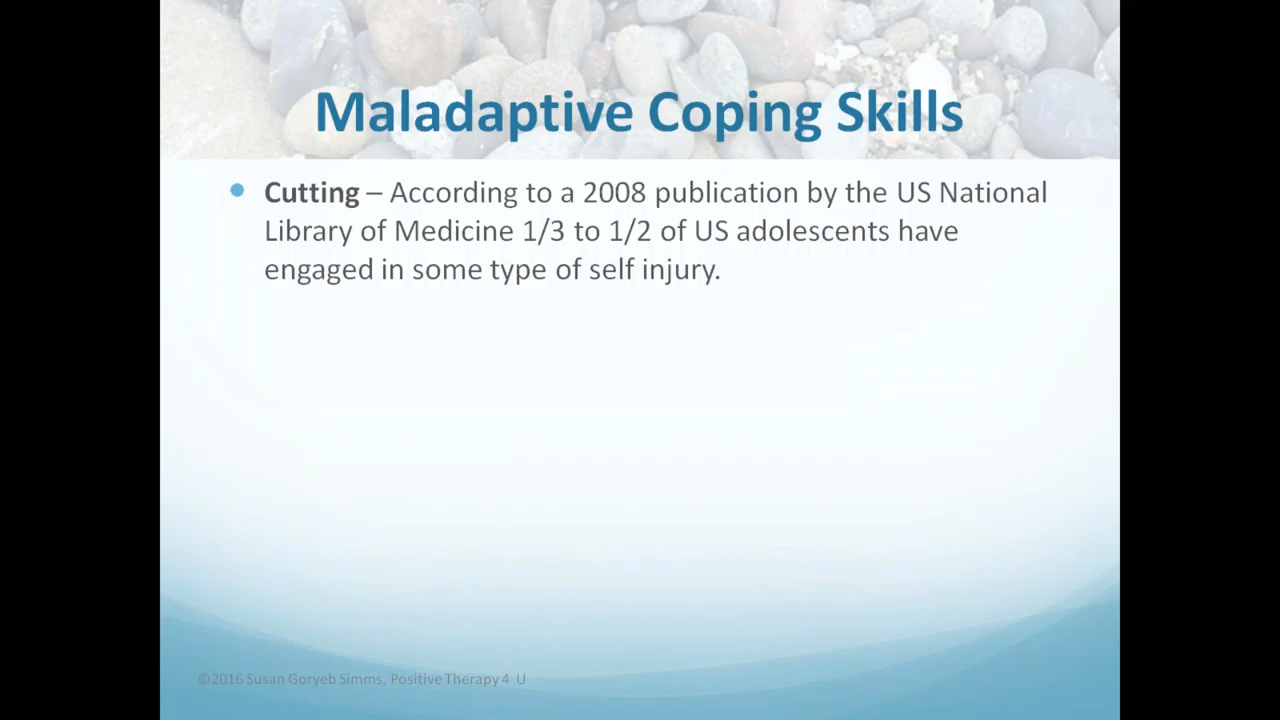 Maladaptive Coping Skills
Cutting – According to a 2008 publication by the US National
Library of Medicine 1/3 to 1/2 of US adolescents have
engaged in some type of self injury.
©2016 Susan Goryeb Simms, Positive Therapy 4 U